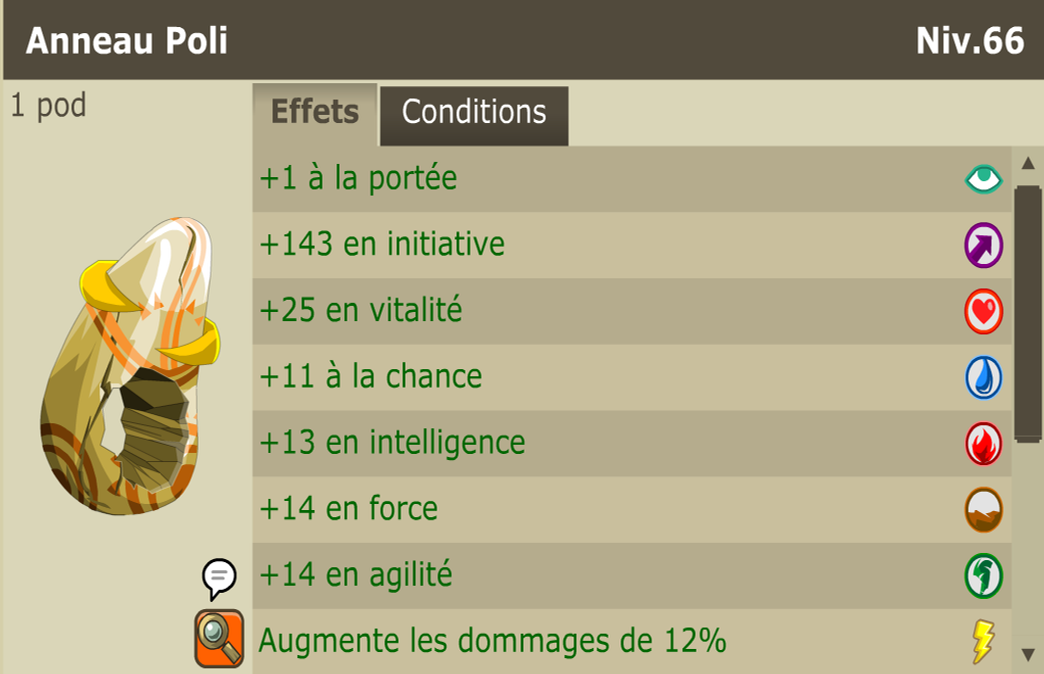 Anneau Poli
Niv.66
1 pod
Effets
Conditions
+1 à la portée
+143 en initiative
+25 en vitalité
+11 à la chance
+13 en intelligence
+14 en force
+14 en agilité
Augmente les dommages de 12%